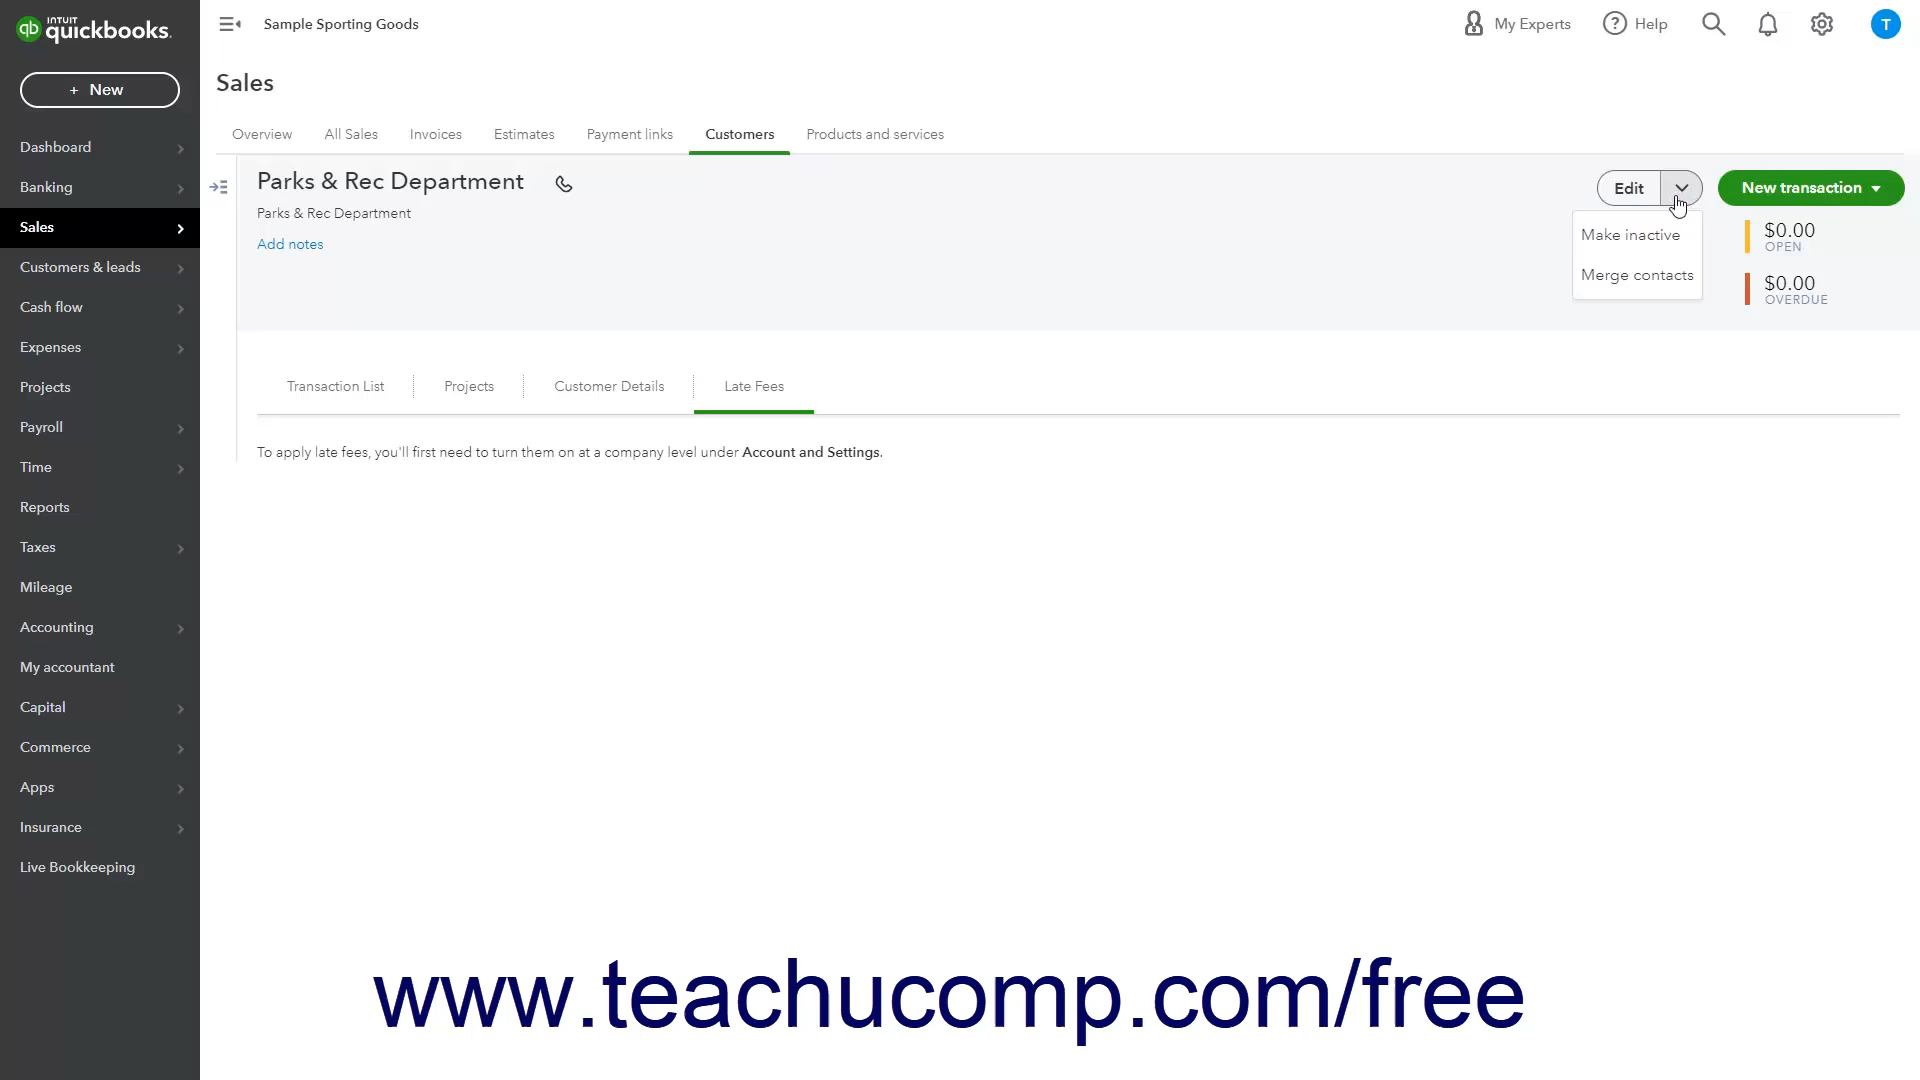 INTUIT
qb quickbooks.
Sample Sporting Goods
My Experts
? Help
T
+ New
Sales
Overview All Sales Invoices Estimates Payment links Customers Products and services
Dashboard
Banking
Sales
Customers & leads
Cash flow
Expenses
Projects
Payroll
Time
Reports
Taxes
Mileage
Accounting
My accountant
Capital
Commerce
Apps
Insurance
Live Bookkeeping
Parks & Rec Department
Parks & Rec Department
Add notes
Edit
New transaction
Make inactive
Merge contacts
$0.00
OPEN
$0.00
OVERDUE
Transaction List Projects Customer Details Late Fees
To apply late fees, you'll first need to turn them on at a company level under Account and Settings.
www.teachucomp.com/free